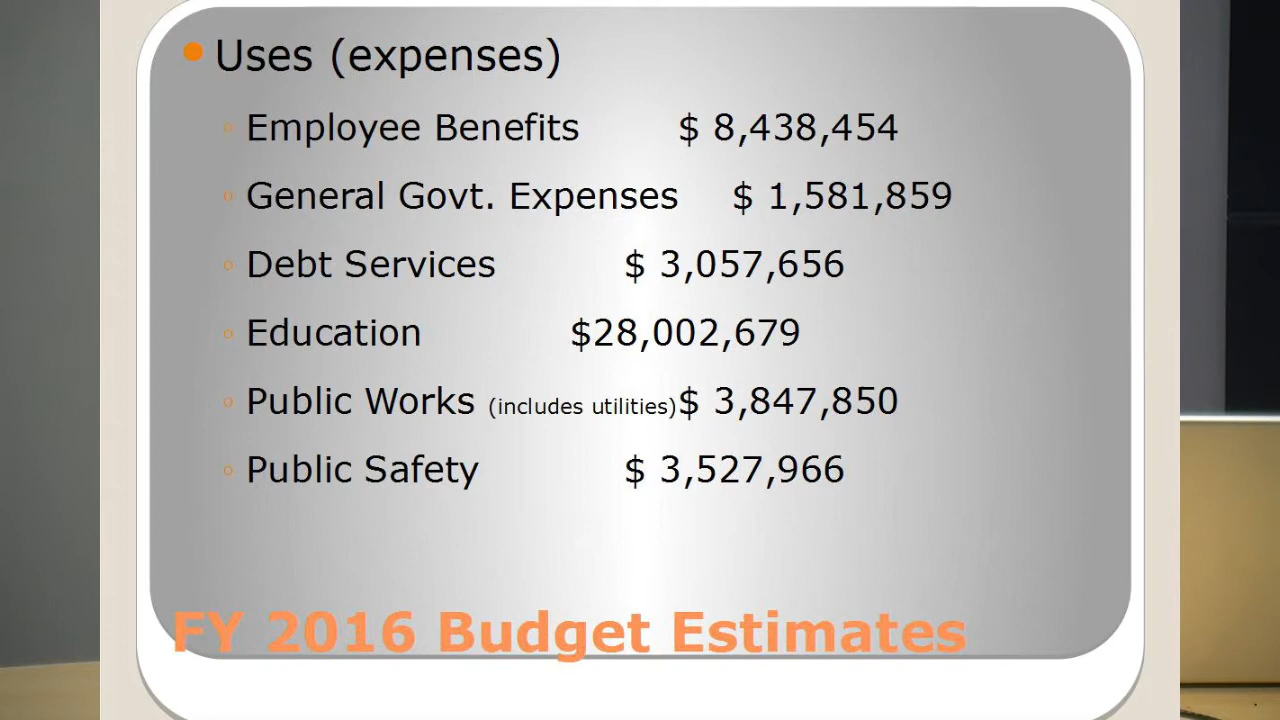 Uses (expenses)
Employee Benefits $ 8,438,454
General Govt. Expenses $ 1,581,859
Debt Services $ 3,057,656
Education $28,002,679
Public Works (includes utilities)$ 3,847,850
Public Safety $ 3,527,966
FY 2016 Budget Estimates